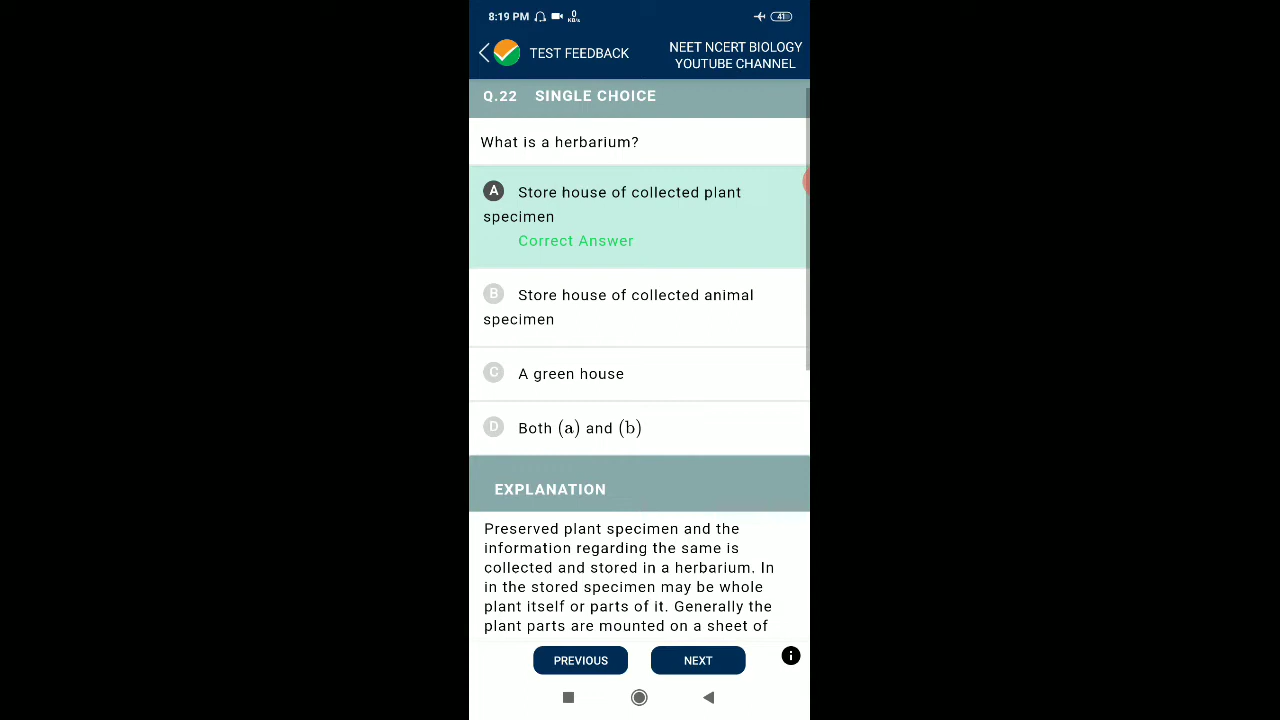 8:19 PM 0 KB/s 41
TEST FEEDBACK
NEET NCERT BIOLOGY
YOUTUBE CHANNEL
Q.22 SINGLE CHOICE
What is a herbarium?
A Store house of collected plant
specimen
Correct Answer
B Store house of collected animal
specimen
C A green house
D Both (a) and (b)
EXPLANATION
Preserved plant specimen and the
information regarding the same is
collected and stored in a herbarium. In
in the stored specimen may be whole
plant itself or parts of it. Generally the
plant parts are mounted on a sheet of
PREVIOUS NEXT